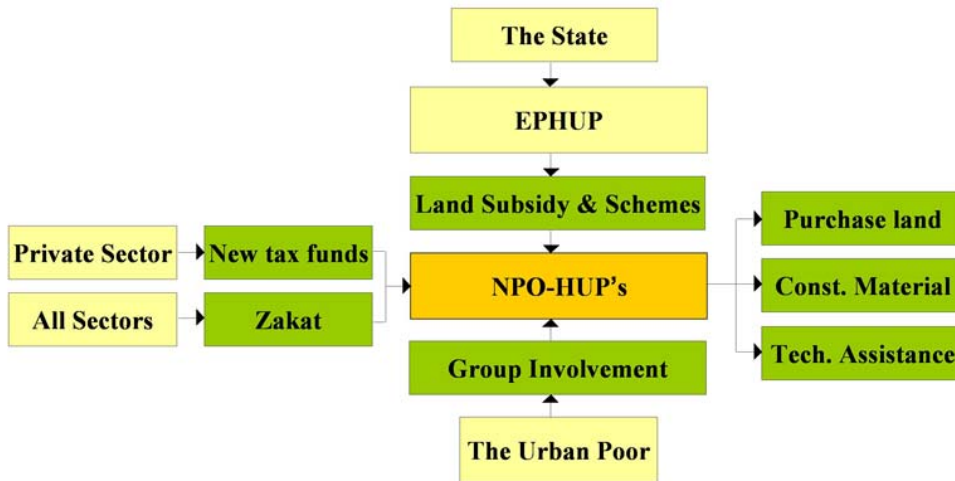 The State
EPHUP
Land Subsidy & Schemes
Purchase land
Private Sector
New tax funds
NPO-HUP's
Const. Material
All Sectors
Zakat
Tech. Assistance
Group Involvement
The Urban Poor